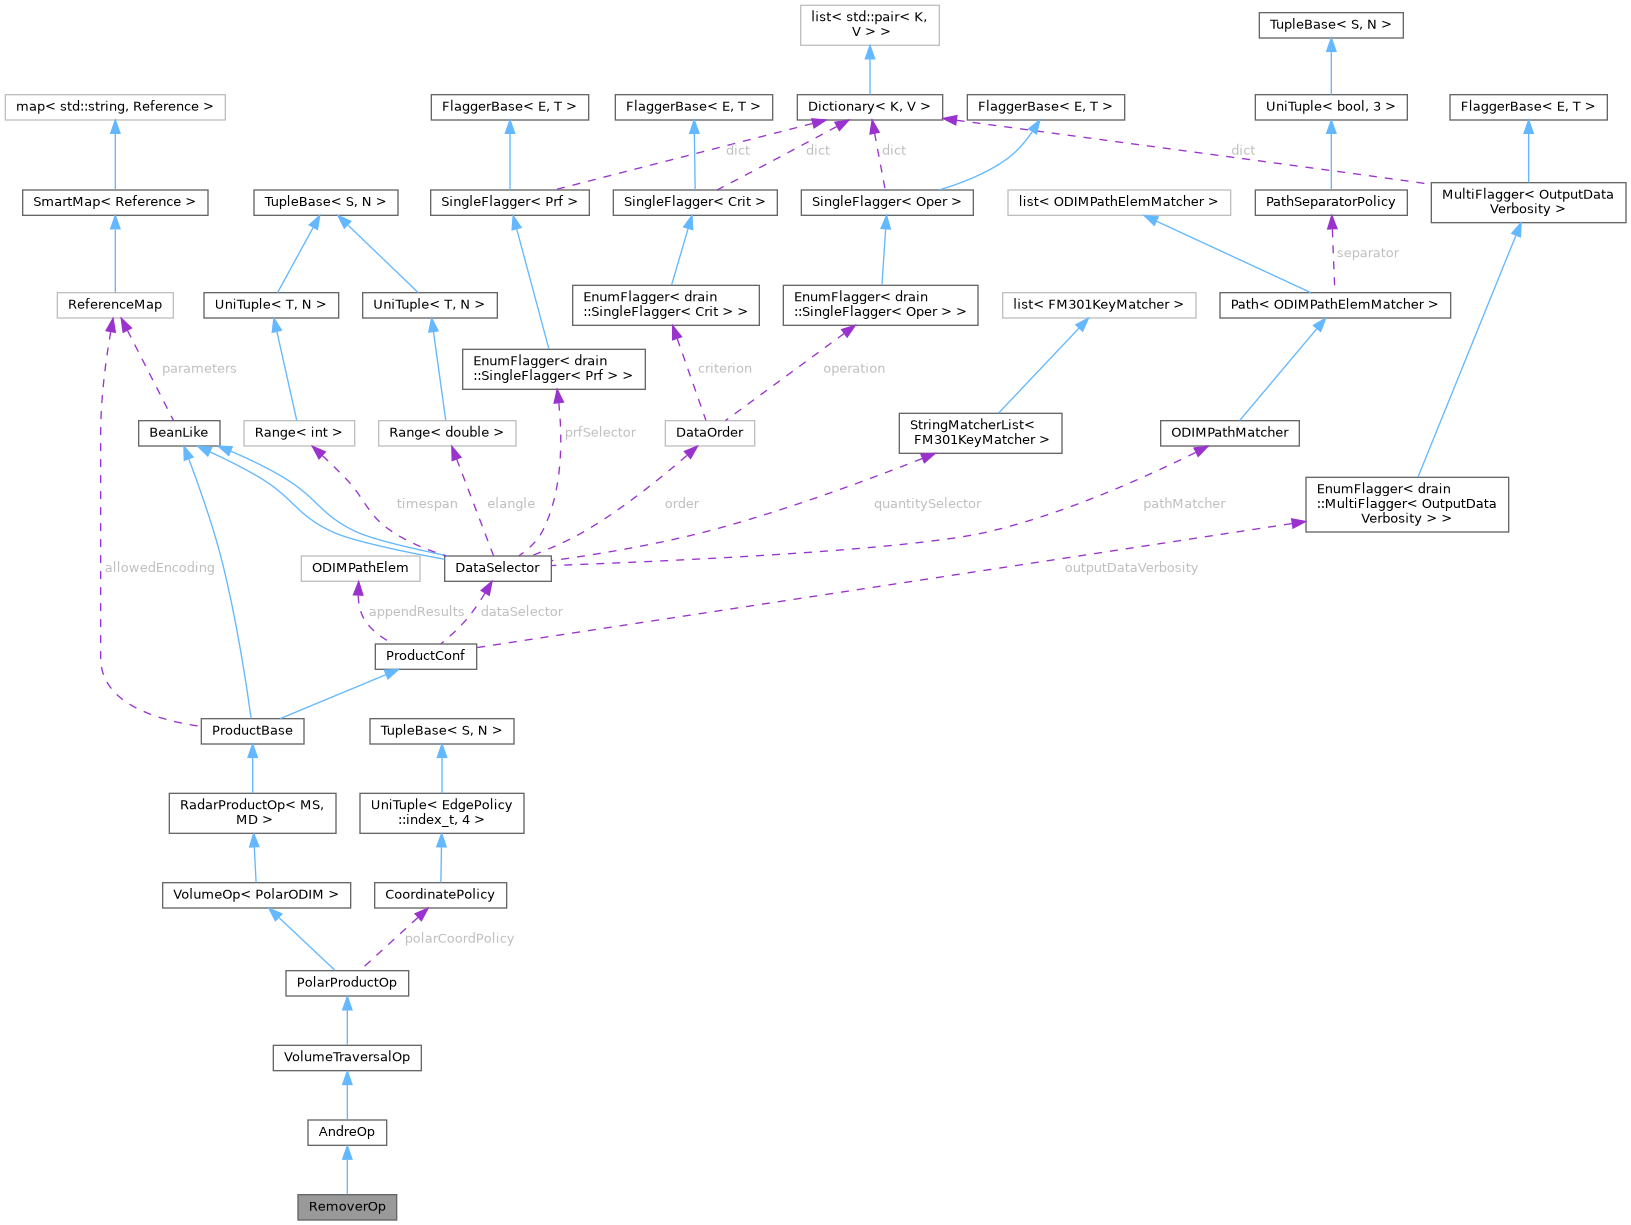 list< std::pair< K,
V > >
TupleBase< S, N >
map< std::string, Reference >
FlaggerBase< E, T >
FlaggerBase< E, T >
Dictionary< K, V >
FlaggerBase< E, T >
UniTuple< bool, 3 >
FlaggerBase< E, T >
dict
dict
dict
dict
SmartMap< Reference >
TupleBase< S, N >
SingleFlagger< Prf >
SingleFlagger< Crit >
SingleFlagger< Oper >
list< ODIMPathElemMatcher >
PathSeparatorPolicy
MultiFlagger< OutputData
Verbosity >
separator
ReferenceMap
UniTuple< T, N >
UniTuple< T, N >
EnumFlagger< drain
::SingleFlagger< Crit > >
EnumFlagger< drain
::SingleFlagger< Oper > >
list< FM301KeyMatcher >
Path< ODIMPathElemMatcher >
parameters
EnumFlagger< drain
::SingleFlagger< Prf > >
criterion
operation
BeanLike
Range< int >
Range< double >
prfSelector
DataOrder
StringMatcherList<
FM301KeyMatcher >
ODIMPathMatcher
timespan
elangle
order
quantitySelector
pathMatcher
EnumFlagger< drain
::MultiFlagger< OutputData
Verbosity > >
allowedEncoding
ODIMPathElem
DataSelector
outputDataVerbosity
appendResults
dataSelector
ProductConf
ProductBase
TupleBase< S, N >
RadarProductOp< MS,
MD >
UniTuple< EdgePolicy
::index_t, 4 >
VolumeOp< PolarODIM >
CoordinatePolicy
polarCoordPolicy
PolarProductOp
VolumeTraversalOp
AndreOp
RemoverOp